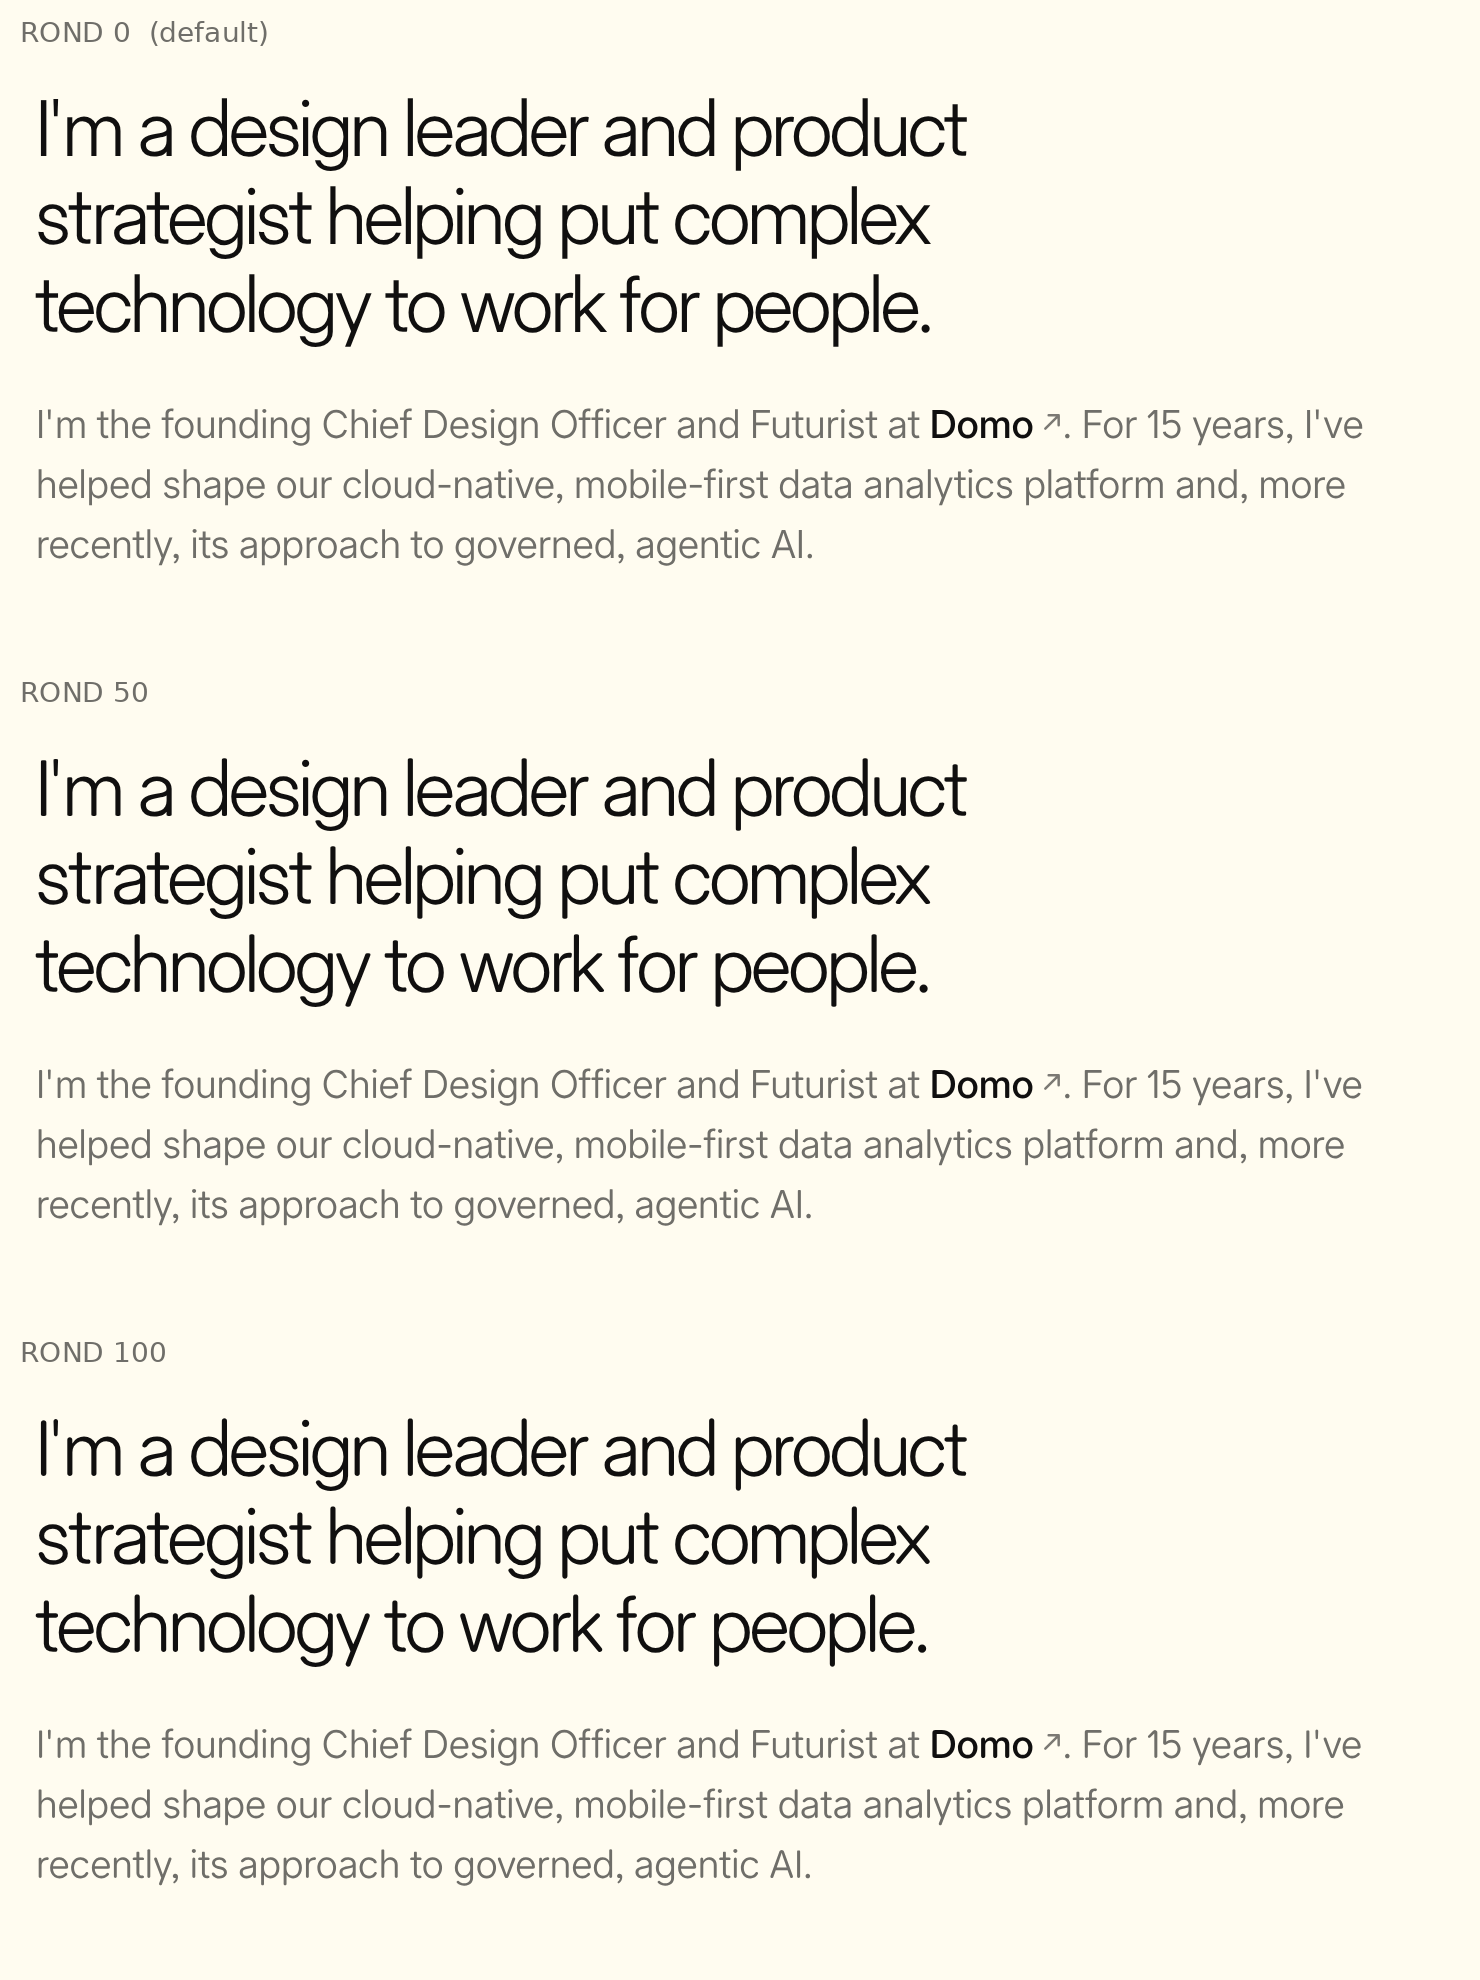 ROND 0 (default)
I'm a design leader and product
strategist helping put complex
technology to work for people.
I'm the founding Chief Design Officer and Futurist at Domo ↗. For 15 years, I've
helped shape our cloud-native, mobile-first data analytics platform and, more
recently, its approach to governed, agentic AI.
ROND 50
I'm a design leader and product
strategist helping put complex
technology to work for people.
I'm the founding Chief Design Officer and Futurist at Domo ↗. For 15 years, I've
helped shape our cloud-native, mobile-first data analytics platform and, more
recently, its approach to governed, agentic AI.
ROND 100
I'm a design leader and product
strategist helping put complex
technology to work for people.
I'm the founding Chief Design Officer and Futurist at Domo ↗. For 15 years, I've
helped shape our cloud-native, mobile-first data analytics platform and, more
recently, its approach to governed, agentic AI.